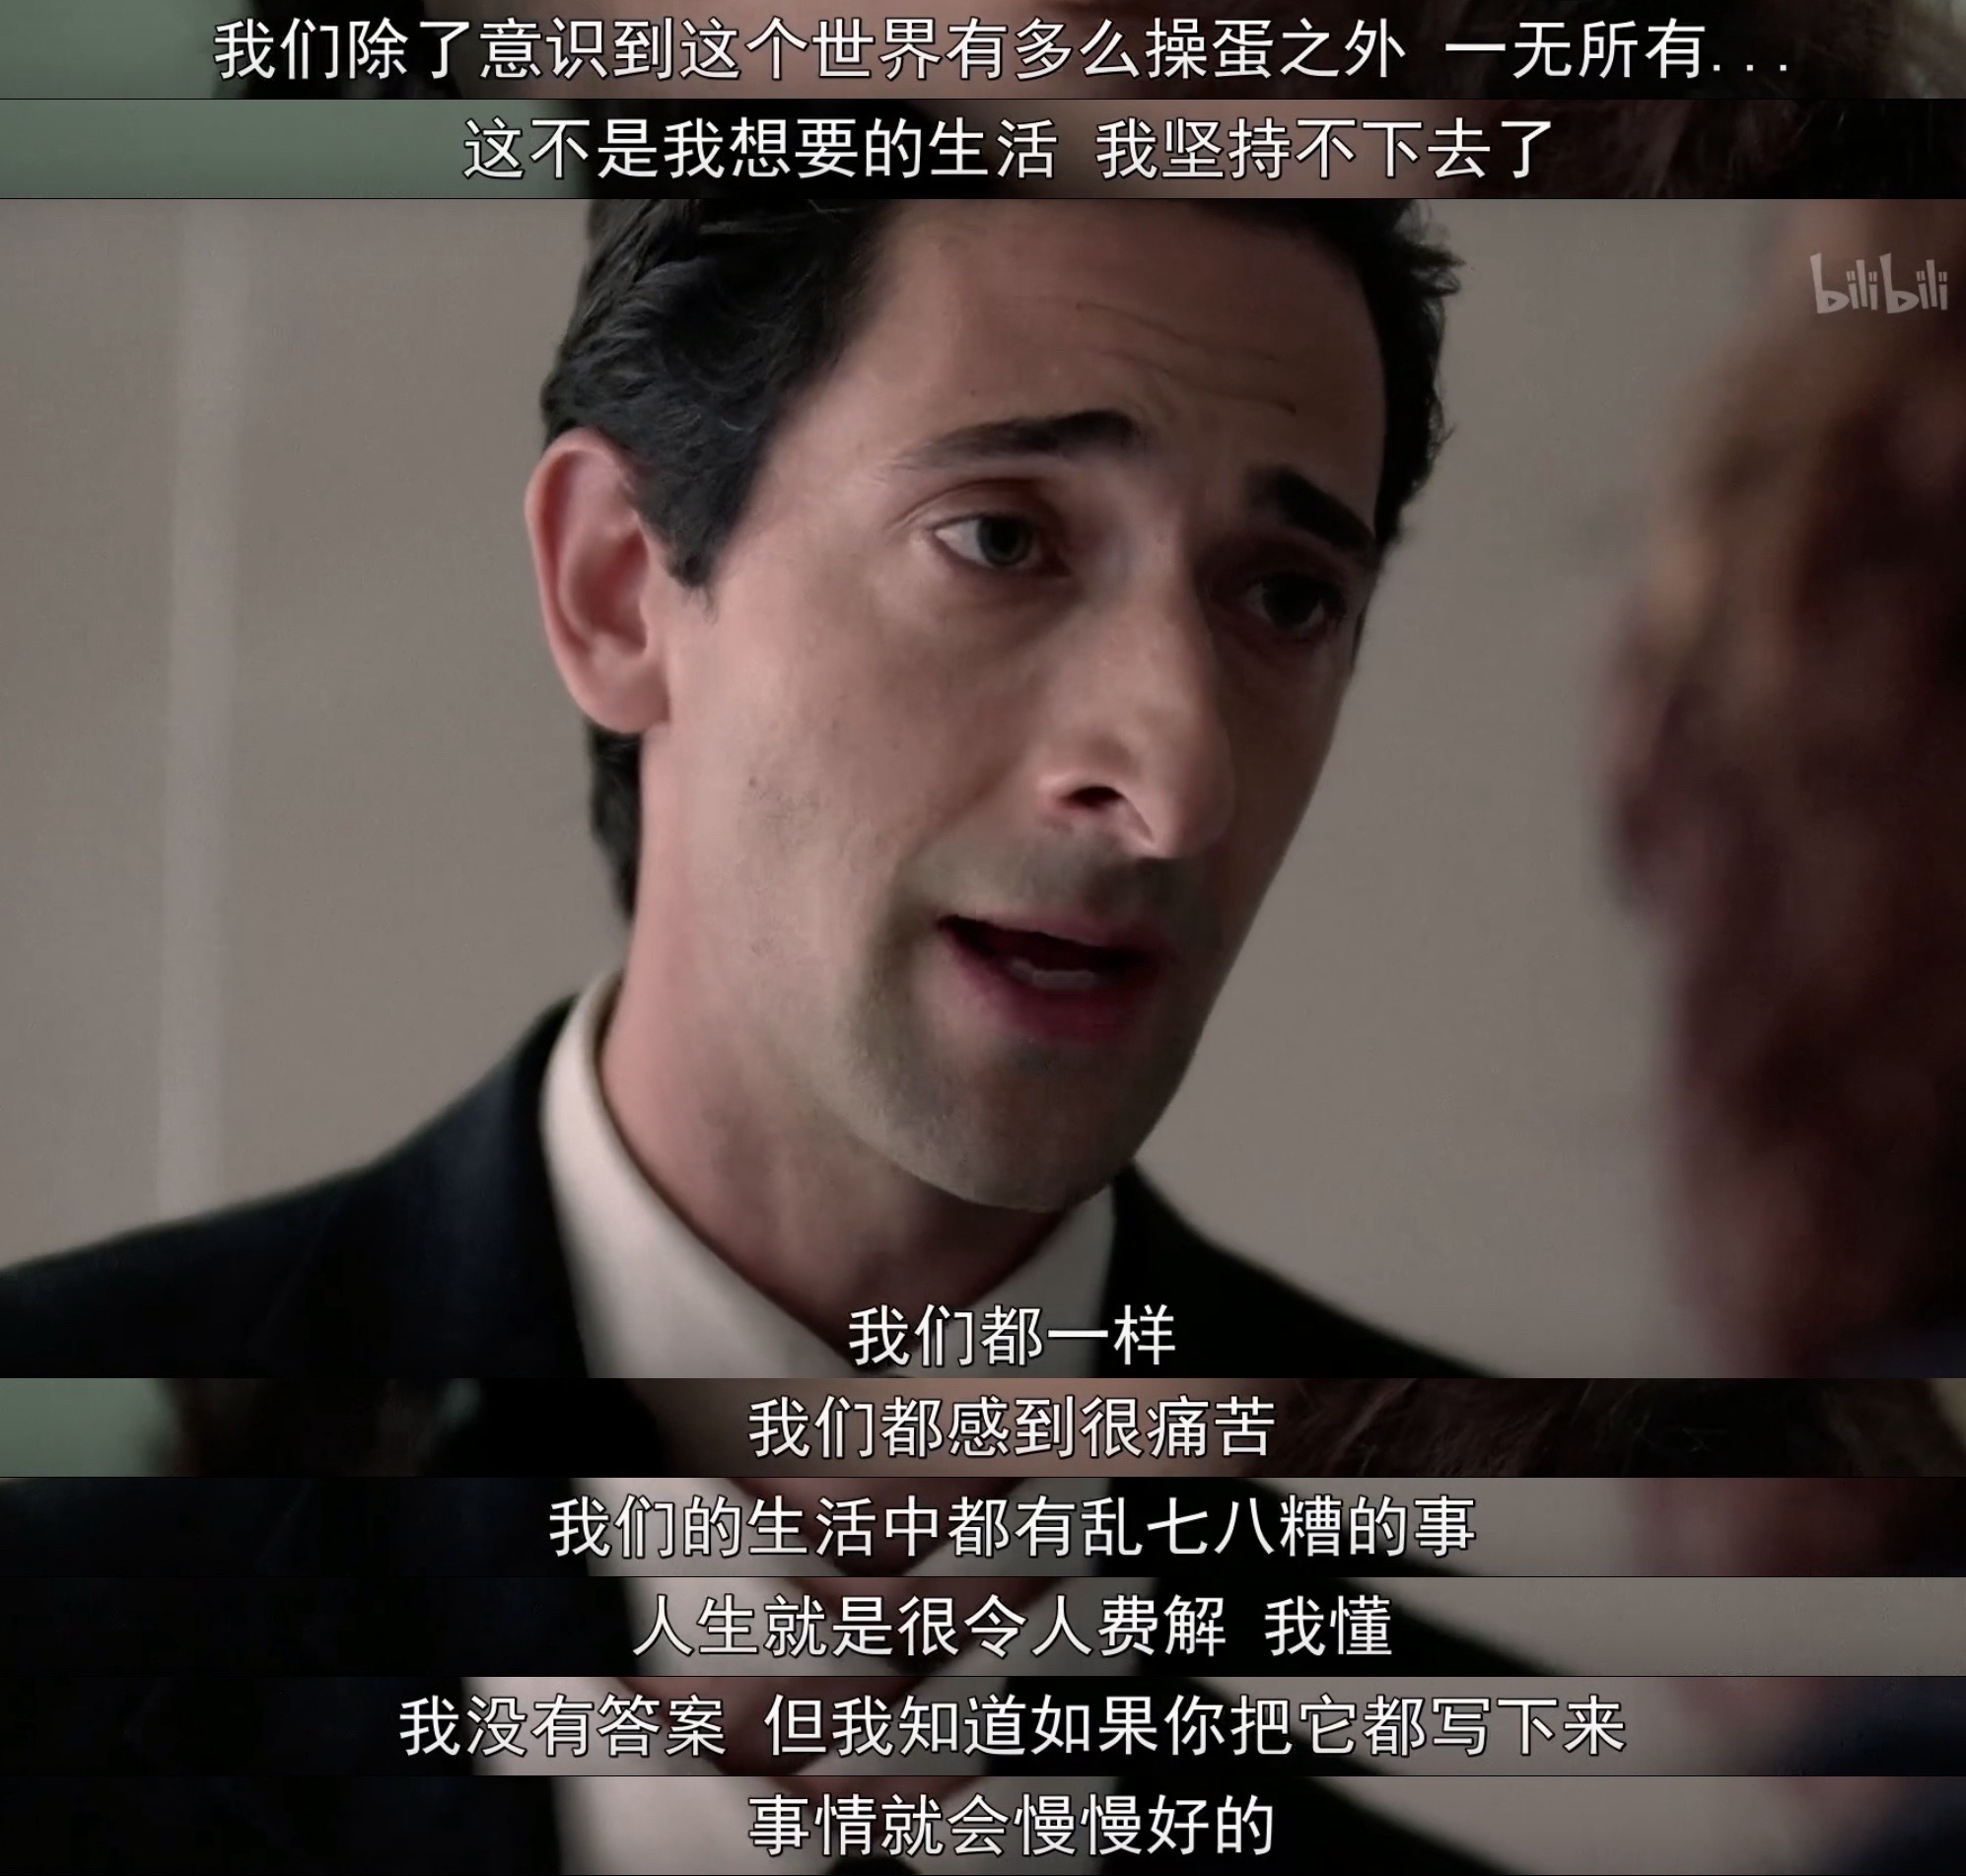 我们除了意识到这个世界有多么操蛋之外 一无所有...
这不是我想要的生活 我坚持不下去了
bilibili
我们都一样
我们都感到很痛苦
我们的生活中都有乱七八糟的事
人生就是很令人费解 我懂
我没有答案 但我知道如果你把它都写下来
事情就会慢慢好的